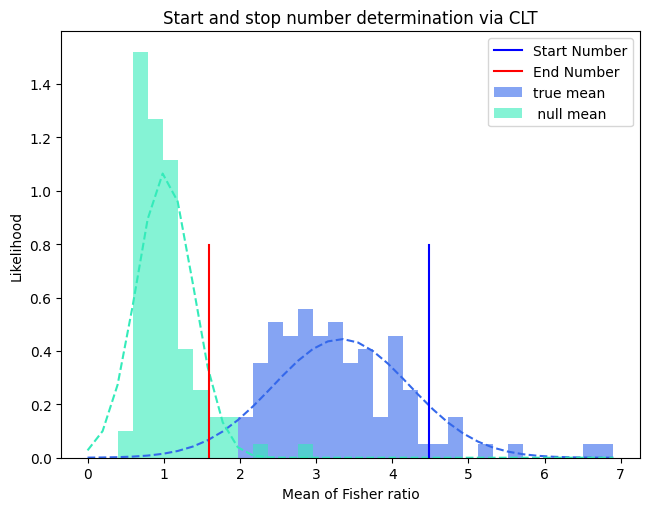 Start and stop number determination via CLT
Start Number
End Number
true mean
null mean
Likelihood
1.4
1.2
1.0
0.8
0.6
0.4
0.2
0.0
0 1 2 3 4 5 6 7
Mean of Fisher ratio